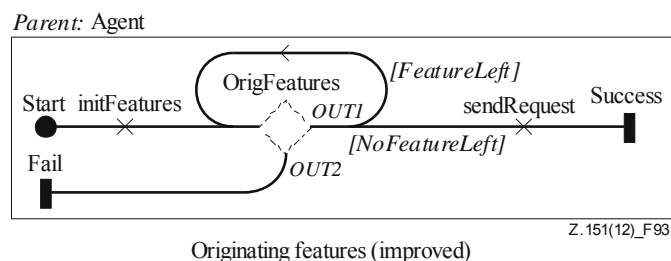 Parent: Agent
[FeatureLeft]
OrigFeatures
Start initFeatures OUT1 sendRequest Success
[NoFeatureLeft]
Fail OUT2
Z.151(12)_F93
Originating features (improved)